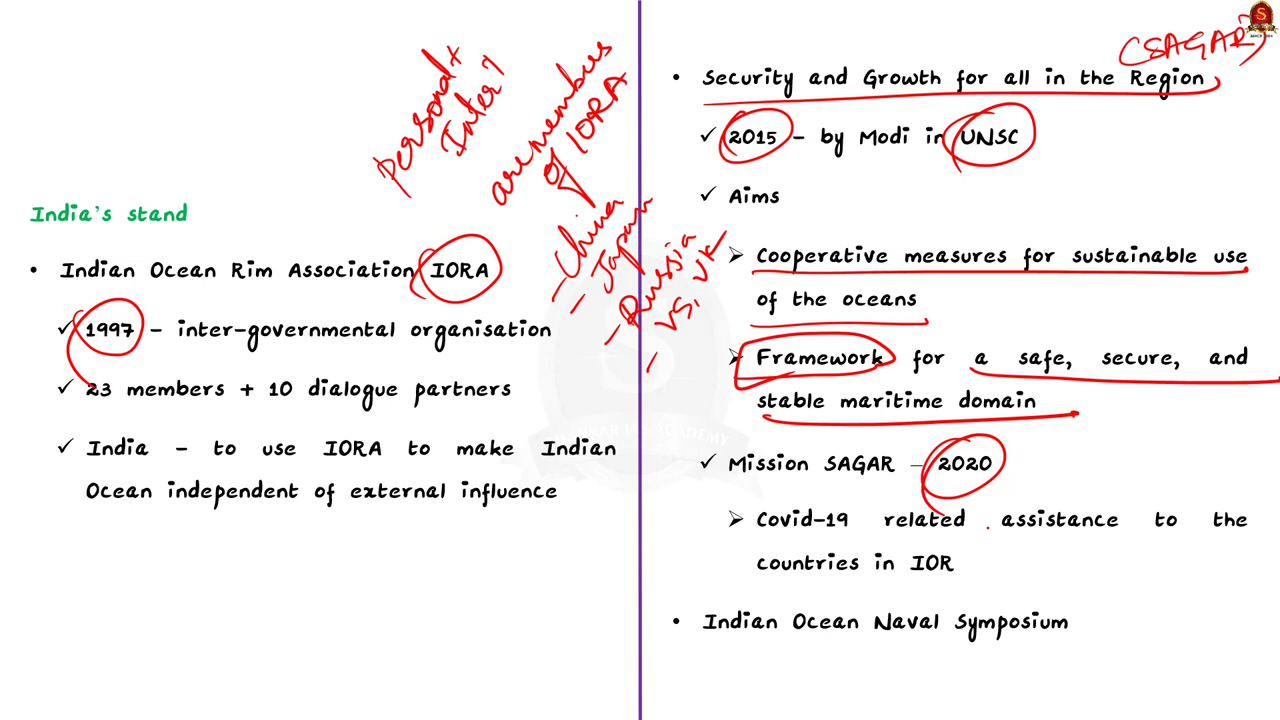 personal +
Inter
are members
of IORA
- China
- Japan
- Russia
- US, UK
India's stand
• Indian Ocean Rim Association IORA
✓ 1997 – inter-governmental organisation
✓ 23 members + 10 dialogue partners
✓ India – to use IORA to make Indian
Ocean independent of external influence
(SAGAR)
• Security and Growth for all in the Region
✓ 2015 – by Modi in UNSC
✓ Aims
➢ Cooperative measures for sustainable use
of the oceans
➢ Framework for a safe, secure, and
stable maritime domain
✓ Mission SAGAR – 2020
➢ Covid-19 related assistance to the
countries in IOR
• Indian Ocean Naval Symposium